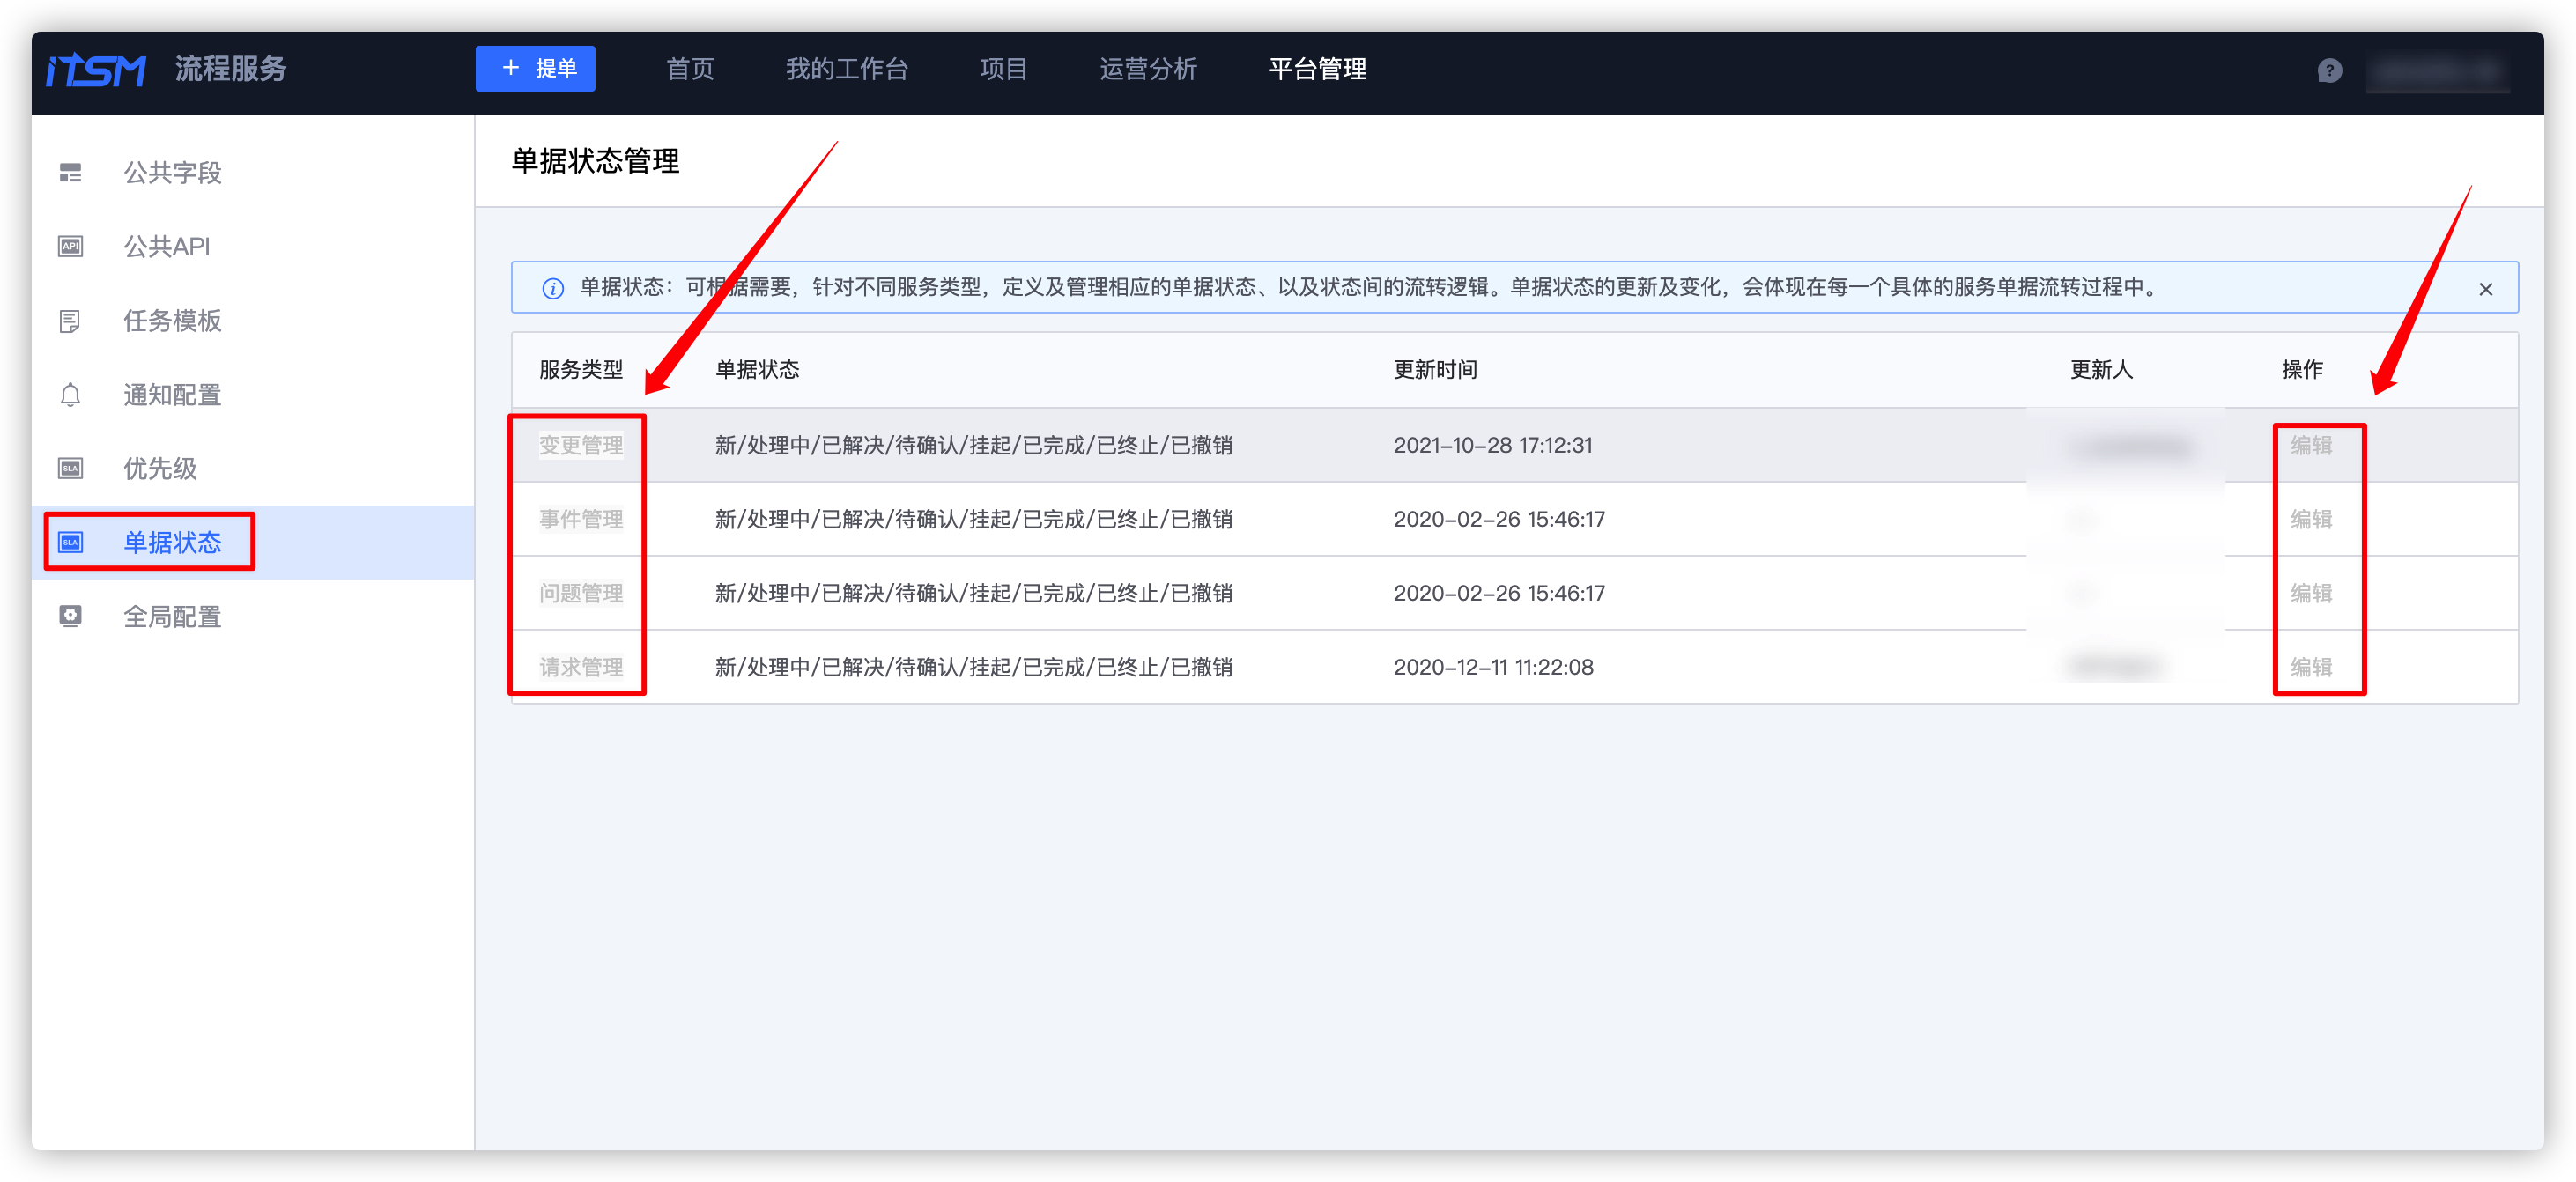 ITSM 流程服务 + 提单 首页 我的工作台 项目 运营分析 平台管理 ?
公共字段
API 公共API
任务模板
通知配置
SLA 优先级
SLA 单据状态
全局配置
单据状态管理
单据状态：可根据需要，针对不同服务类型，定义及管理相应的单据状态、以及状态间的流转逻辑。单据状态的更新及变化，会体现在每一个具体的服务单据流转过程中。
服务类型 单据状态 更新时间 更新人 操作
变更管理 新/处理中/已解决/待确认/挂起/已完成/已终止/已撤销 2021-10-28 17:12:31 编辑
事件管理 新/处理中/已解决/待确认/挂起/已完成/已终止/已撤销 2020-02-26 15:46:17 编辑
问题管理 新/处理中/已解决/待确认/挂起/已完成/已终止/已撤销 2020-02-26 15:46:17 编辑
请求管理 新/处理中/已解决/待确认/挂起/已完成/已终止/已撤销 2020-12-11 11:22:08 编辑